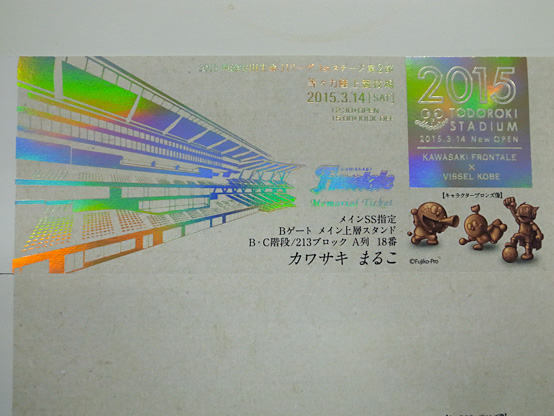 2015.3.14 [SAT]
KAWASAKI
Frontale
Memorial Ticket
メインSS指定
Bゲート メイン上層スタンド
B・C階段/213ブロック A列 18番
カワサキ まるこ
2015
TODOROKI
STADIUM
2015.3.14 New OPEN
KAWASAKI FRONTALE
×
VISSEL KOBE
【キャラクターブロンズ像】
©Fujiko-Pro